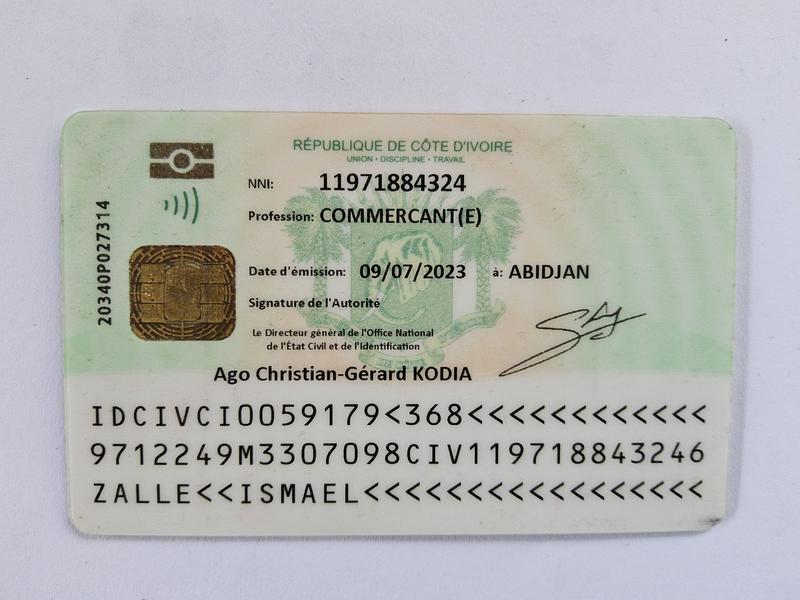 RÉPUBLIQUE DE CÔTE D'IVOIRE
UNION • DISCIPLINE • TRAVAIL
NNI: 11971884324
Profession: COMMERCANT(E)
Date d'émission: 09/07/2023 à: ABIDJAN
Signature de l'Autorité
Le Directeur général de l'Office National
de l'État Civil et de l'Identification
Ago Christian-Gérard KODIA
20340P027314
IDCIVCI0059179<368<<<<<<<<<<<<
9712249M3307098CIV119718843246
ZALLE<<ISMAEL<<<<<<<<<<<<<<<<<